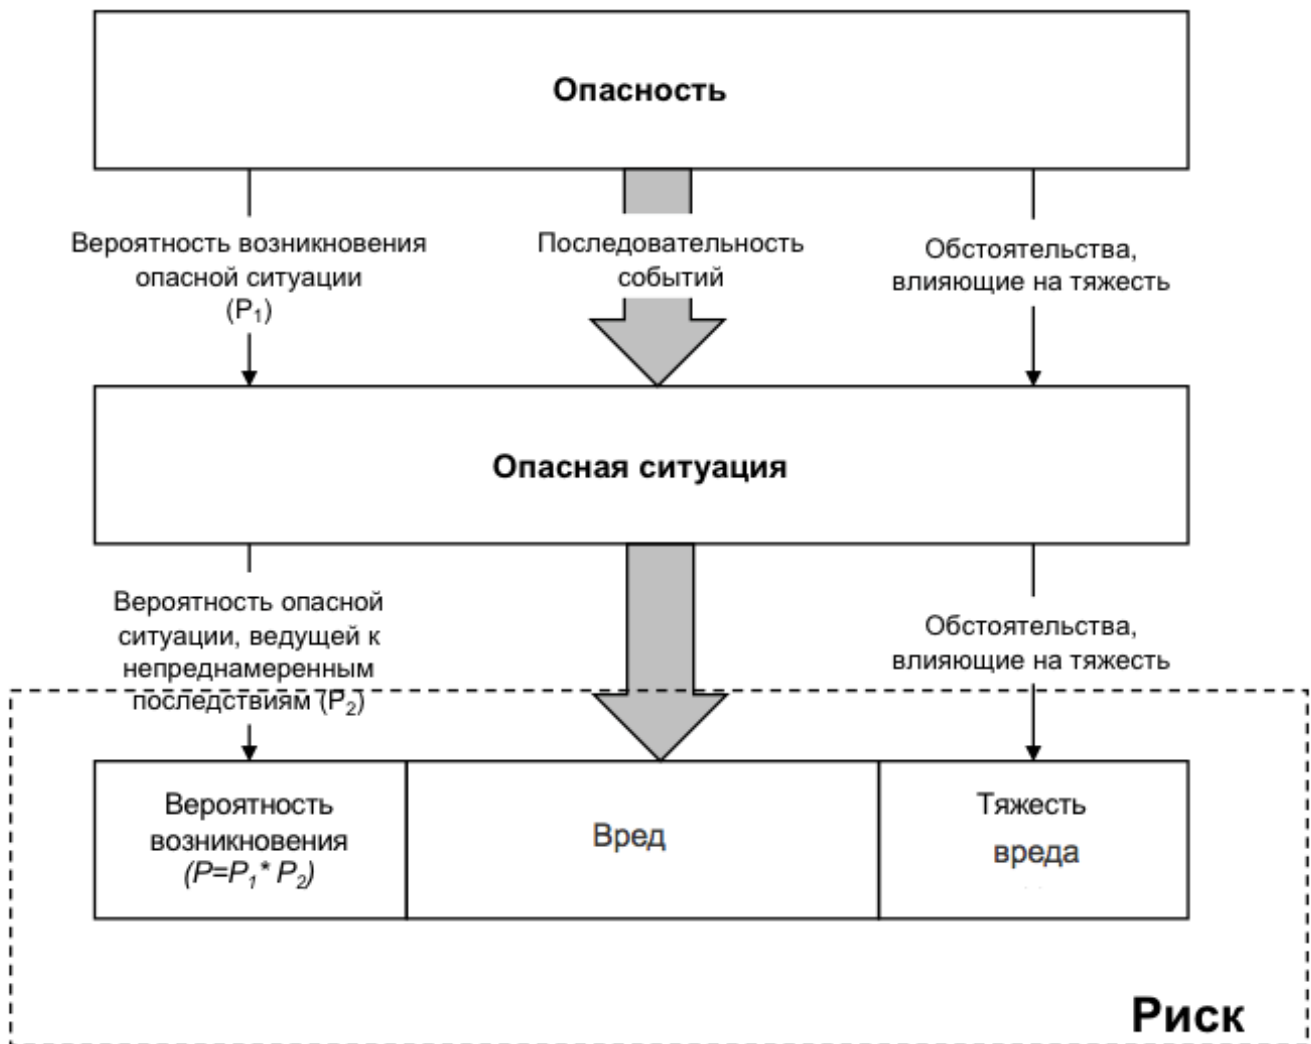 Опасность
Вероятность возникновения
опасной ситуации
(P₁)
Последовательность
событий
Обстоятельства,
влияющие на тяжесть
Опасная ситуация
Вероятность опасной
ситуации, ведущей к
непреднамеренным
последствиям (P₂)
Обстоятельства,
влияющие на тяжесть
Вероятность
возникновения
(P=P₁* P₂)
Вред
Тяжесть
вреда
Риск